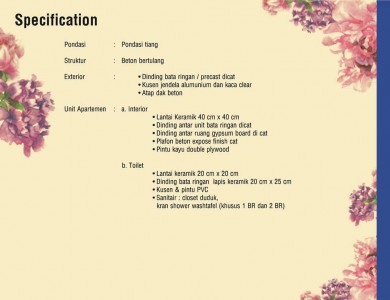 Specification
Pondasi : Pondasi tiang
Struktur : Beton bertulang
Exterior : • Dinding bata ringan / precast dicat
• Kusen jendela alumunium dan kaca clear
• Atap dak beton
Unit Apartemen : a. Interior
• Lantai Keramik 40 cm x 40 cm
• Dinding antar unit bata ringan dicat
• Dinding antar ruang gypsum board di cat
• Plafon beton expose finish cat
• Pintu kayu double plywood
b. Toilet
• Lantai keramik 20 cm x 20 cm
• Dinding bata ringan lapis keramik 20 cm x 25 cm
• Kusen & pintu PVC
• Sanitair : closet duduk,
kran shower washtafel (khusus 1 BR dan 2 BR)